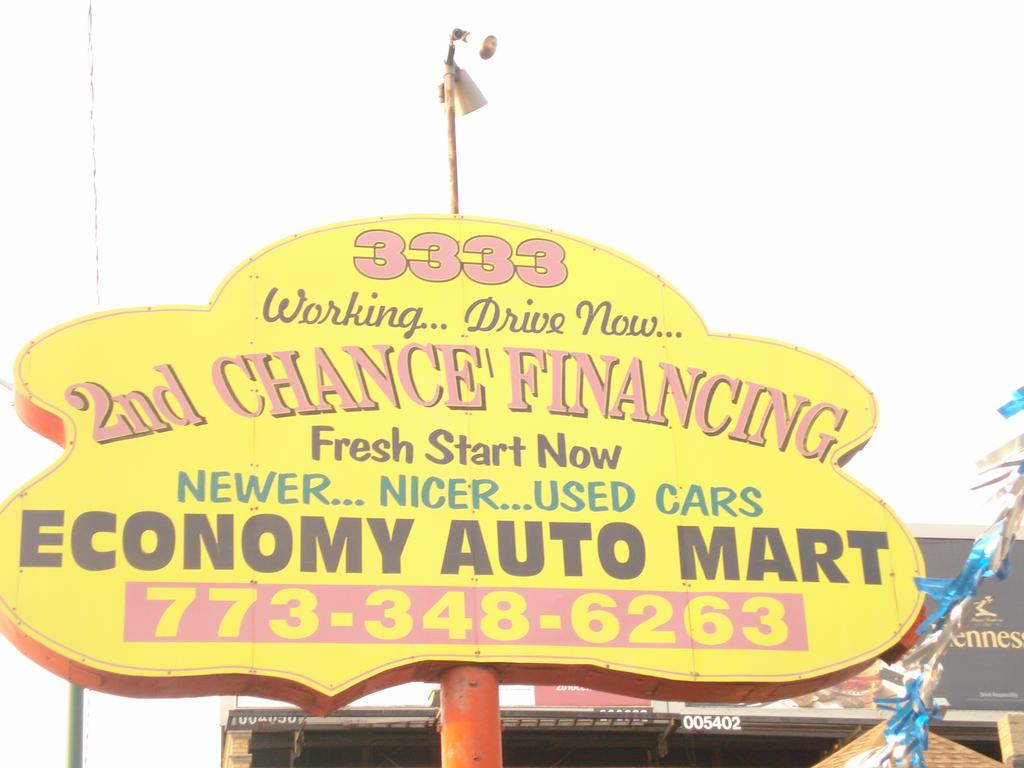 3333
Working... Drive Now...
2nd CHANCE' FINANCING
Fresh Start Now
NEWER... NICER...USED CARS
ECONOMY AUTO MART
773-348-6263
005402